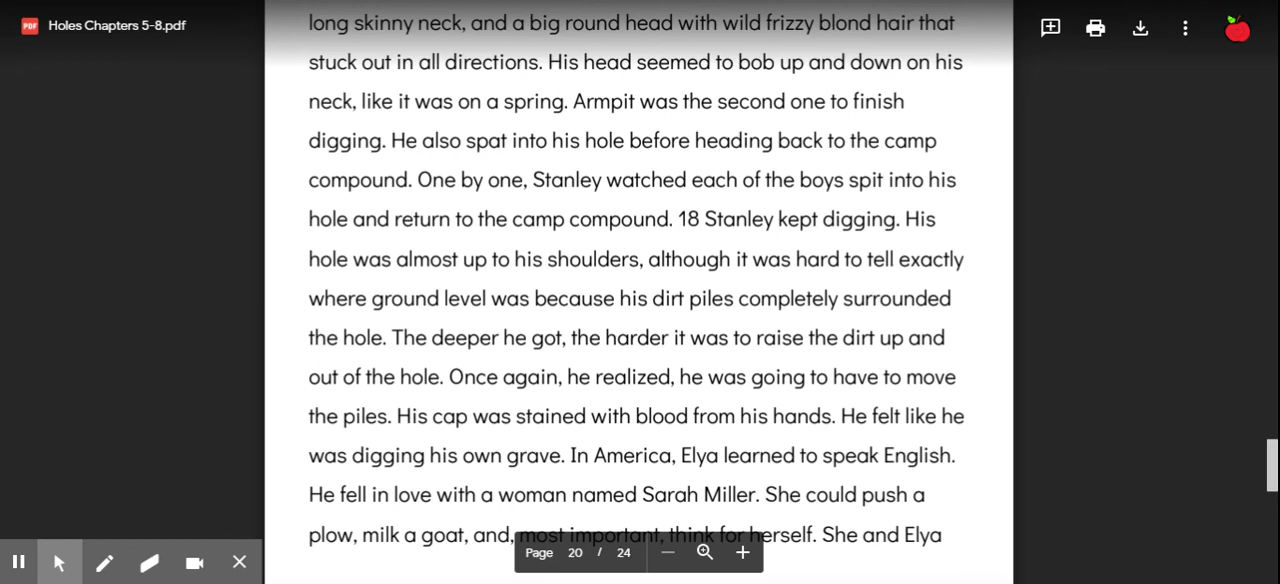 PDF Holes Chapters 5-8.pdf
long skinny neck, and a big round head with wild frizzy blond hair that
stuck out in all directions. His head seemed to bob up and down on his
neck, like it was on a spring. Armpit was the second one to finish
digging. He also spat into his hole before heading back to the camp
compound. One by one, Stanley watched each of the boys spit into his
hole and return to the camp compound. 18 Stanley kept digging. His
hole was almost up to his shoulders, although it was hard to tell exactly
where ground level was because his dirt piles completely surrounded
the hole. The deeper he got, the harder it was to raise the dirt up and
out of the hole. Once again, he realized, he was going to have to move
the piles. His cap was stained with blood from his hands. He felt like he
was digging his own grave. In America, Elya learned to speak English.
He fell in love with a woman named Sarah Miller. She could push a
plow, milk a goat, and, most important, think for herself. She and Elya
Page 20 / 24